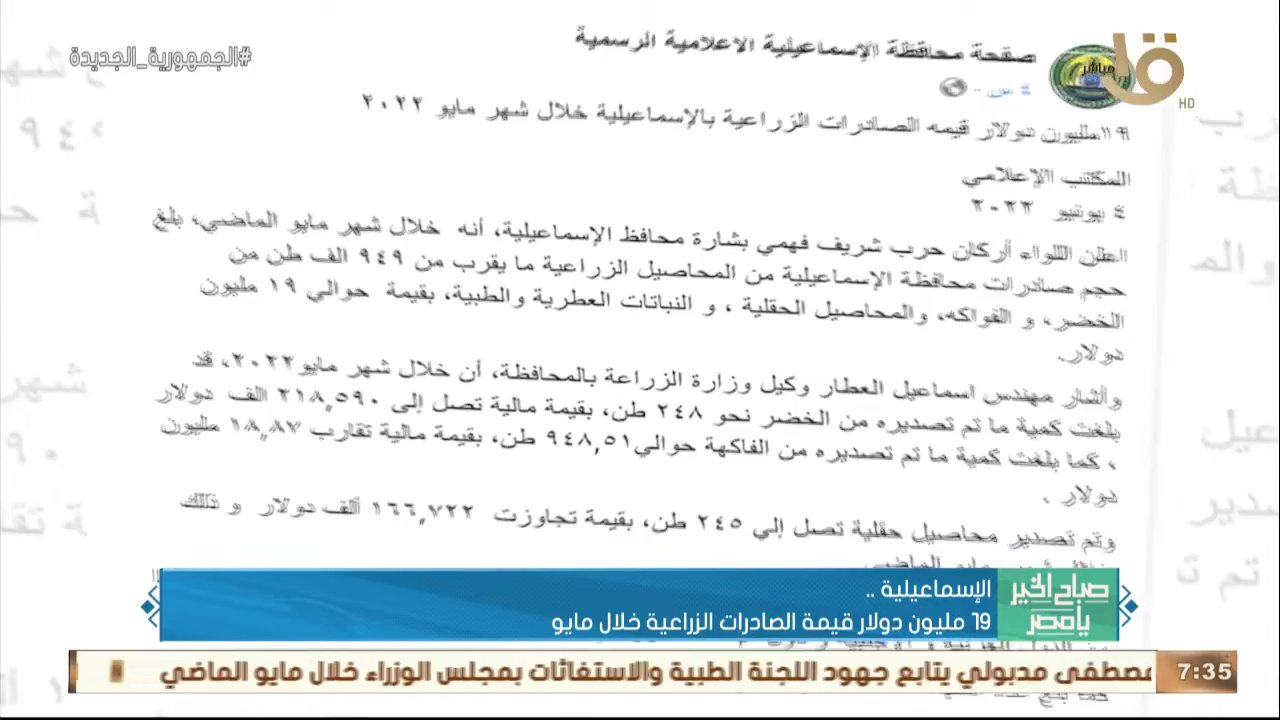 #الجمهورية_الجديدة
مباشر
HD
صفحة محافظة الإسماعيلية الاعلامية الرسمية
٤ س ·
١٩مليون دولار قيمه الصادرات الزراعية بالإسماعيلية خلال شهر مايو ٢٠٢٢
المكتب الإعلامي
٤ يونيو ٢٠٢٢
اعلن اللواء أركان حرب شريف فهمي بشارة محافظ الإسماعيلية، أنه خلال شهر مايو الماضي، بلغ
حجم صادرات محافظة الإسماعيلية من المحاصيل الزراعية ما يقرب من ٩٤٩ الف طن من
الخضر، و الفواكه، والمحاصيل الحقلية ، و النباتات العطرية والطبية، بقيمة حوالي ١٩ مليون
دولار.
وأشار مهندس اسماعيل العطار وكيل وزارة الزراعة بالمحافظة، أن خلال شهر مايو٢٠٢٢، قد
بلغت كمية ما تم تصديره من الخضر نحو ٢٤٨ طن، بقيمة مالية تصل إلى ٢١٨,٥٩٠ الف دولار
، كما بلغت كمية ما تم تصديره من الفاكهة حوالي٩٤٨,٥١ طن، بقيمة مالية تقارب ١٨,٨٧ مليون
دولار .
وتم تصدير محاصيل حقلية تصل إلي ٢٤٥ طن، بقيمة تجاوزت ١٦٦,٧٢٢ ألف دولار و ذلك
صباح الخير يا مصر
الإسماعيلية ..
19 مليون دولار قيمة الصادرات الزراعية خلال مايو
7:35
مصطفى مدبولي يتابع جهود اللجنة الطبية والاستغاثات بمجلس الوزراء خلال مايو الماضي